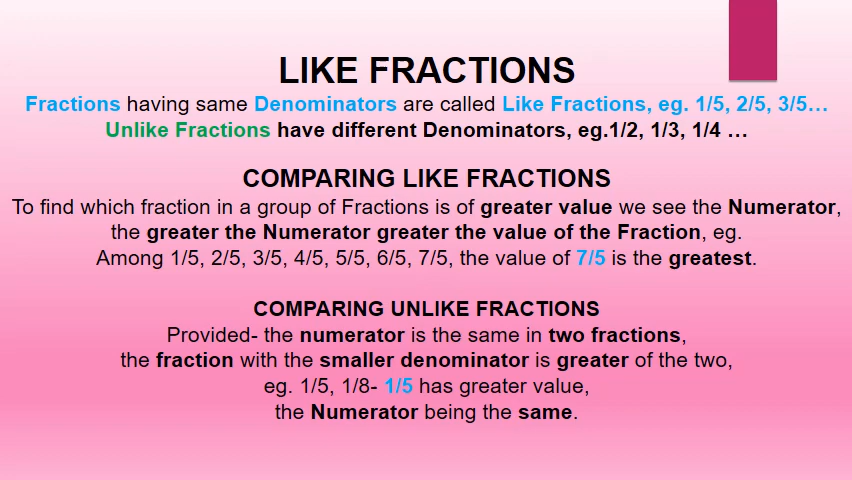 LIKE FRACTIONS
Fractions having same Denominators are called Like Fractions, eg. 1/5, 2/5, 3/5…
Unlike Fractions have different Denominators, eg.1/2, 1/3, 1/4 …
COMPARING LIKE FRACTIONS
To find which fraction in a group of Fractions is of greater value we see the Numerator,
the greater the Numerator greater the value of the Fraction, eg.
Among 1/5, 2/5, 3/5, 4/5, 5/5, 6/5, 7/5, the value of 7/5 is the greatest.
COMPARING UNLIKE FRACTIONS
Provided- the numerator is the same in two fractions,
the fraction with the smaller denominator is greater of the two,
eg. 1/5, 1/8- 1/5 has greater value,
the Numerator being the same.